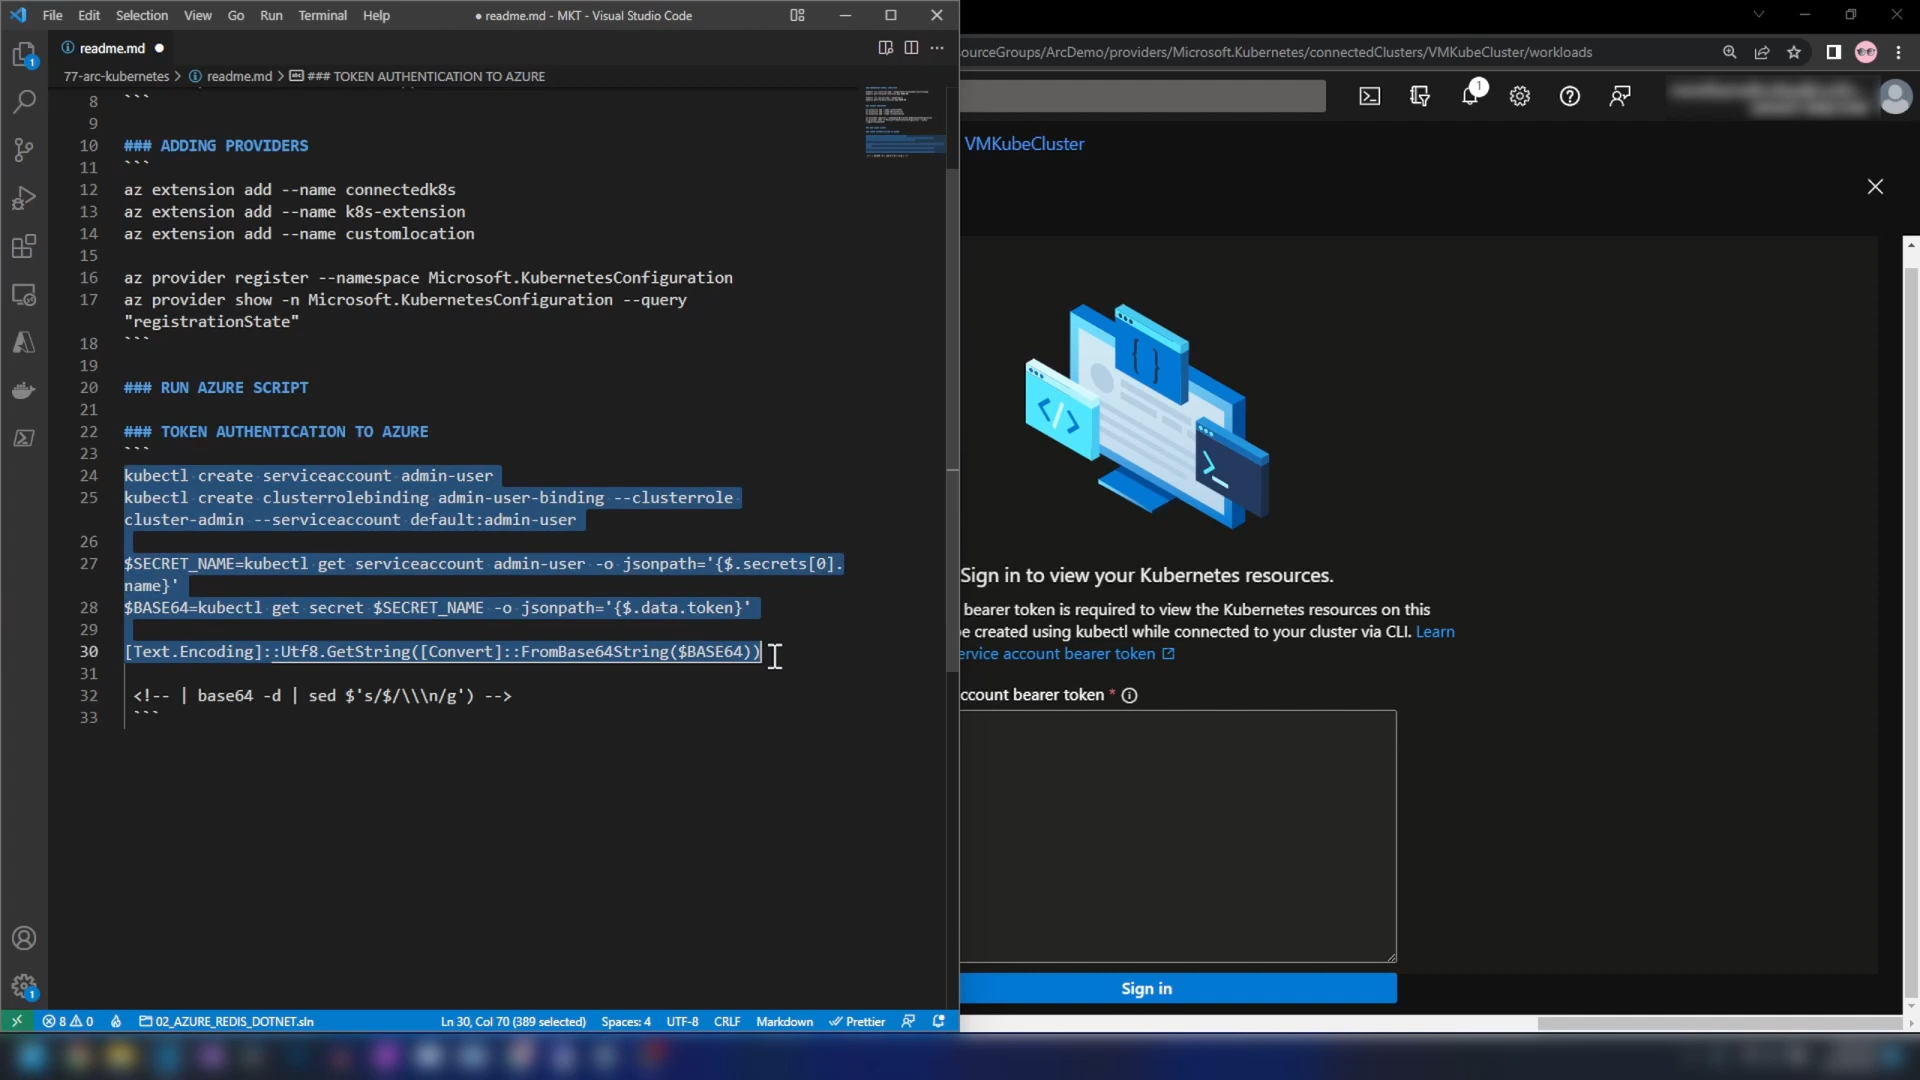 File Edit Selection View Go Run Terminal Help
● readme.md - MKT - Visual Studio Code
readme.md ●
77-arc-kubernetes > readme.md > ### TOKEN AUTHENTICATION TO AZURE
8 ```
9
10 ### ADDING PROVIDERS
11 ```
12 az extension add --name connectedk8s
13 az extension add --name k8s-extension
14 az extension add --name customlocation
15
16 az provider register --namespace Microsoft.KubernetesConfiguration
17 az provider show -n Microsoft.KubernetesConfiguration --query
"registrationState"
18 ```
19
20 ### RUN AZURE SCRIPT
21
22 ### TOKEN AUTHENTICATION TO AZURE
23 ```
24 kubectl create serviceaccount admin-user
25 kubectl create clusterrolebinding admin-user-binding --clusterrole
cluster-admin --serviceaccount default:admin-user
26
27 $SECRET_NAME=kubectl get serviceaccount admin-user -o jsonpath='{$.secrets[0].
name}'
28 $BASE64=kubectl get secret $SECRET_NAME -o jsonpath='{$.data.token}'
29
30 [Text.Encoding]::Utf8.GetString([Convert]::FromBase64String($BASE64))
31
32 <!-- | base64 -d | sed $'s/$/\\\n/g') -->
33 ```
1
1
8 0 02_AZURE_REDIS_DOTNET.sln Ln 30, Col 70 (389 selected) Spaces: 4 UTF-8 CRLF Markdown Prettier
ourceGroups/ArcDemo/providers/Microsoft.Kubernetes/connectedClusters/VMKubeCluster/workloads
1
VMKubeCluster
Sign in to view your Kubernetes resources.
bearer token is required to view the Kubernetes resources on this
be created using kubectl while connected to your cluster via CLI. Learn
ervice account bearer token
ccount bearer token *
Sign in